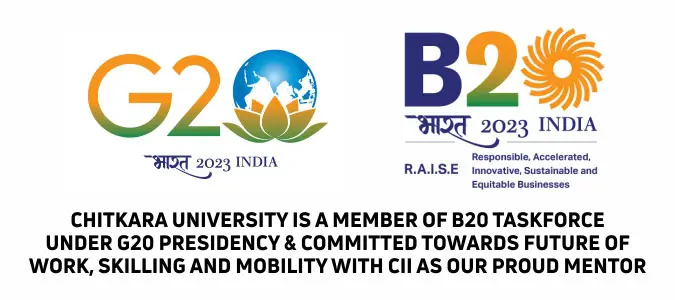 G20
भारत 2023 INDIA
B20
भारत 2023 INDIA
R.A.I.S.E
Responsible, Accelerated,
Innovative, Sustainable and
Equitable Businesses
CHITKARA UNIVERSITY IS A MEMBER OF B20 TASKFORCE
UNDER G20 PRESIDENCY & COMMITTED TOWARDS FUTURE OF
WORK, SKILLING AND MOBILITY WITH CII AS OUR PROUD MENTOR